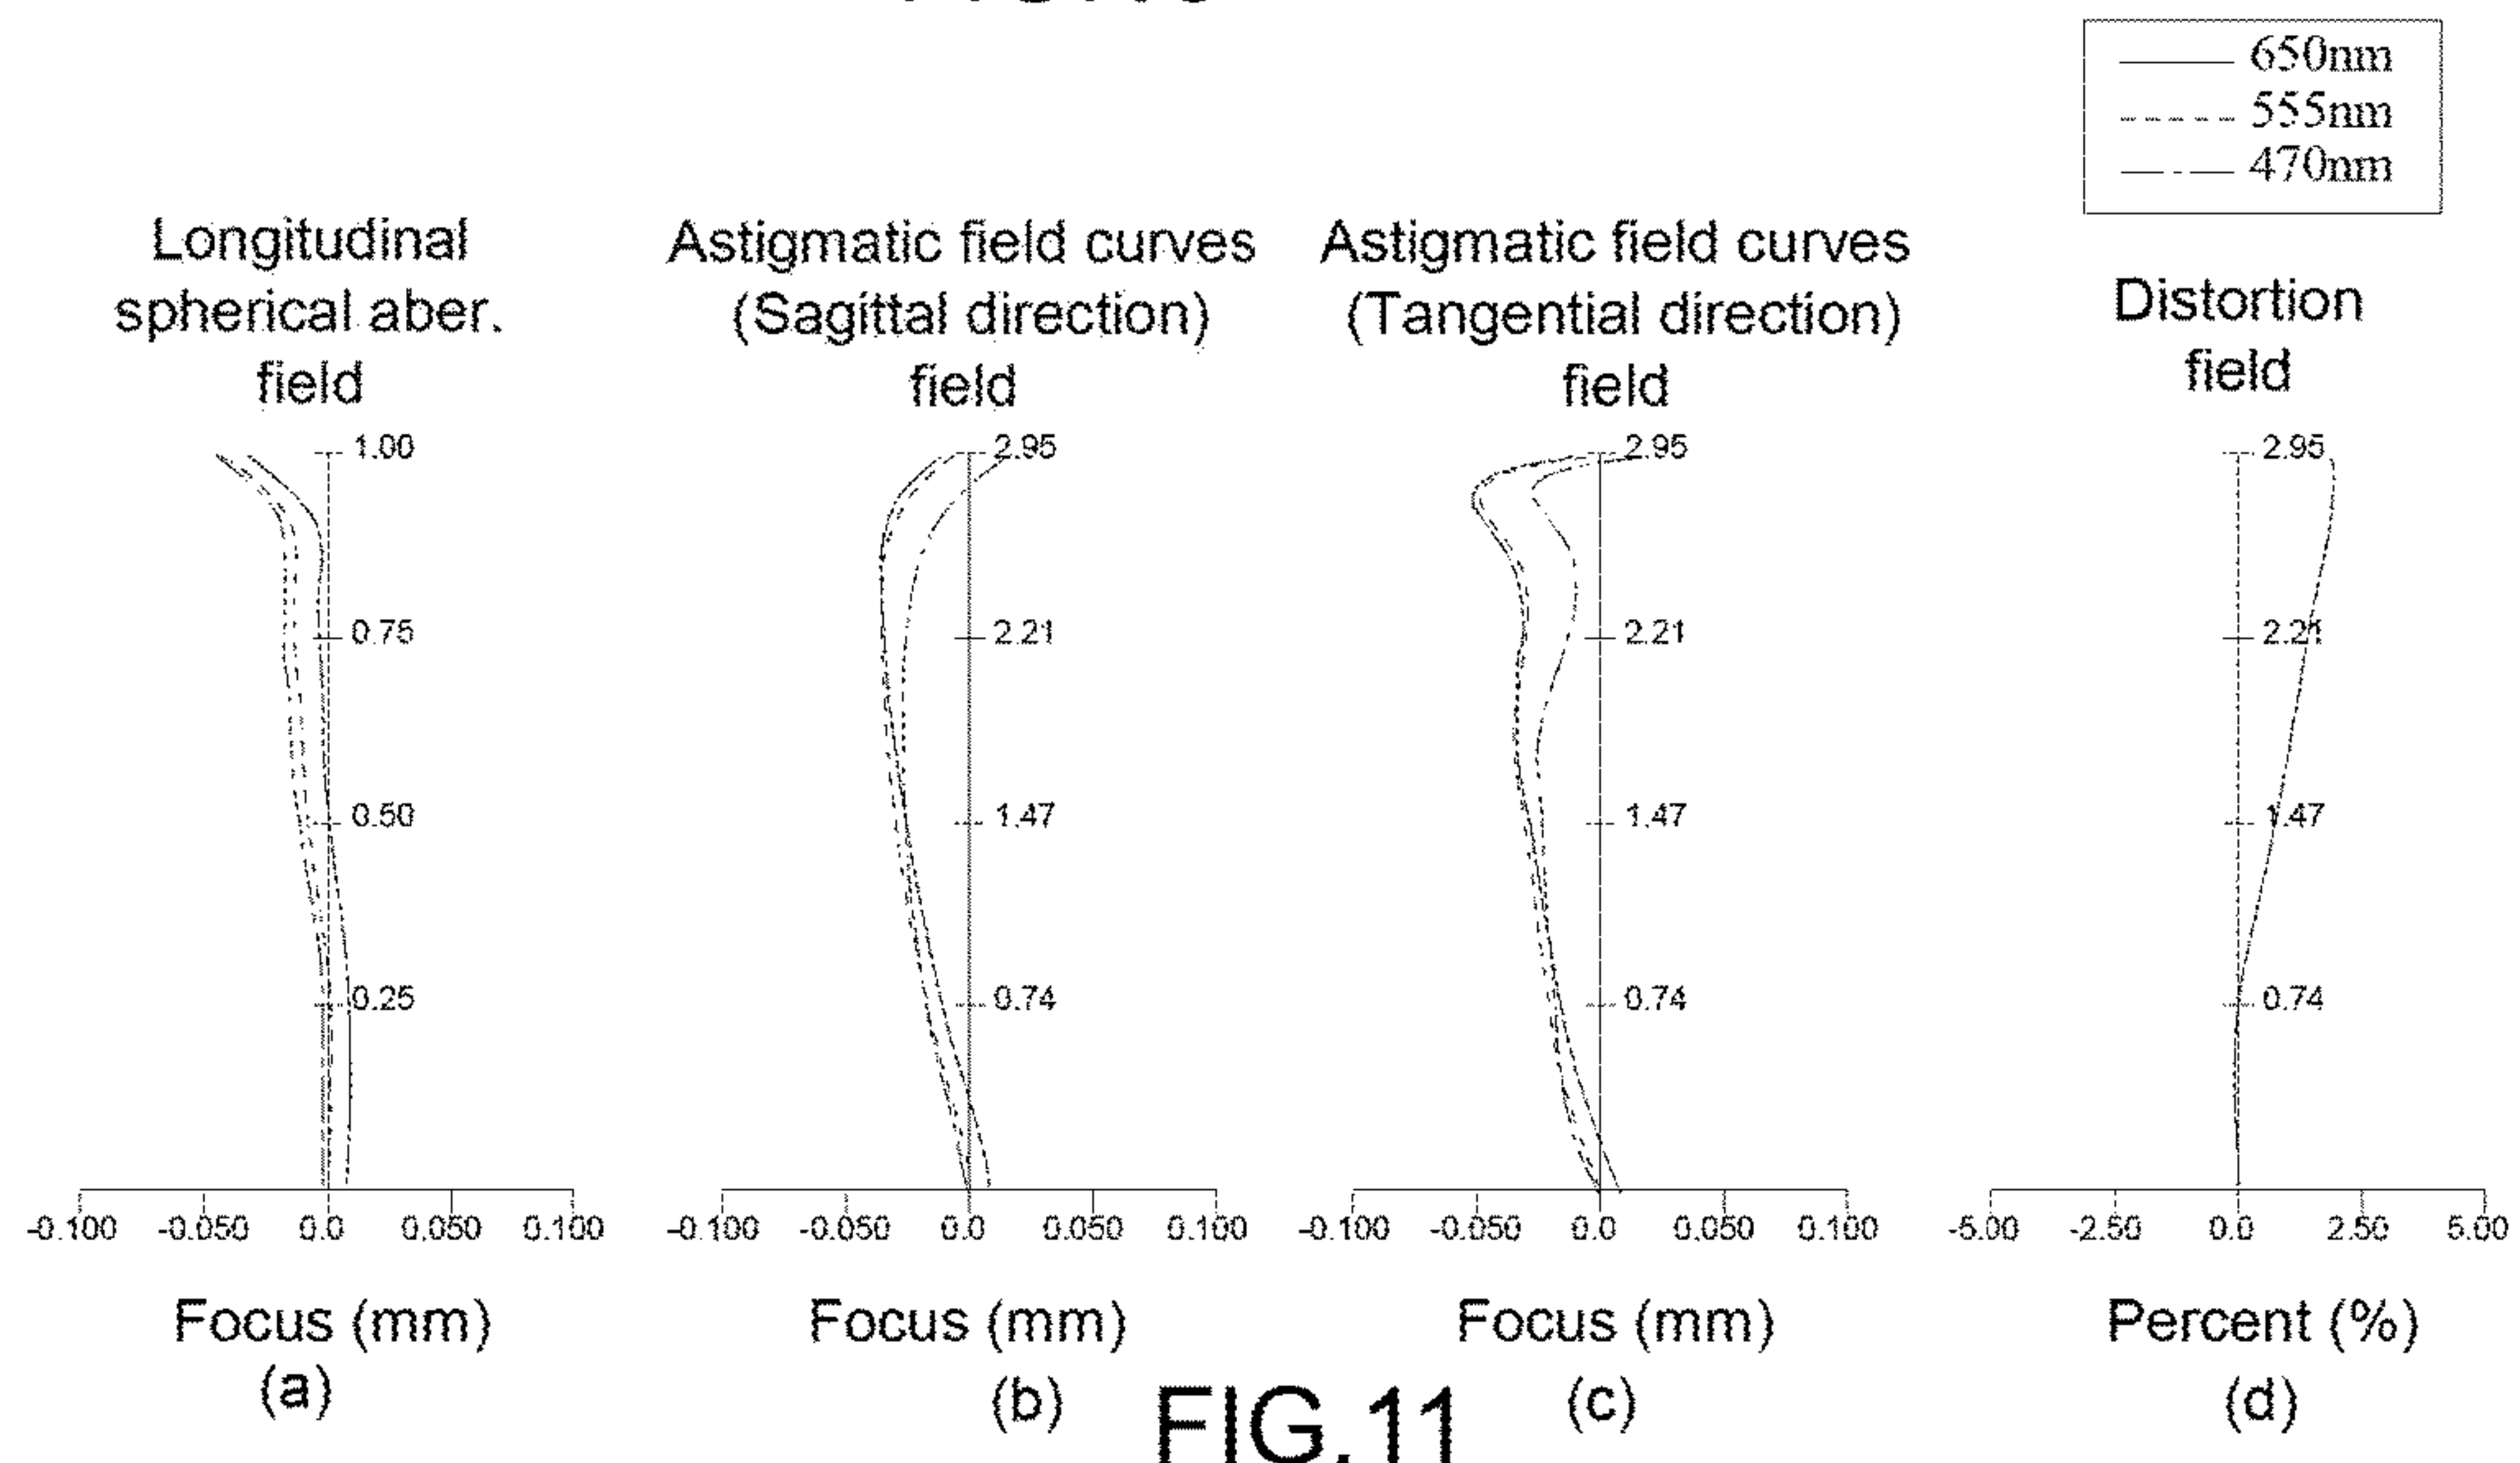 650nm
555nm
470nm
Longitudinal
spherical aber.
field
1.00
0.75
0.50
0.25
-0.100 -0.050 0.0 0.050 0.100
Focus (mm)
(a)
Astigmatic field curves
(Sagittal direction)
field
2.95
2.21
1.47
0.74
-0.100 -0.050 0.0 0.050 0.100
Focus (mm)
(b)
Astigmatic field curves
(Tangential direction)
field
2.95
2.21
1.47
0.74
-0.100 -0.050 0.0 0.050 0.100
Focus (mm)
(c)
Distortion
field
2.95
2.21
1.47
0.74
-5.00 -2.50 0.0 2.50 5.00
Percent (%)
(d)
FIG.11